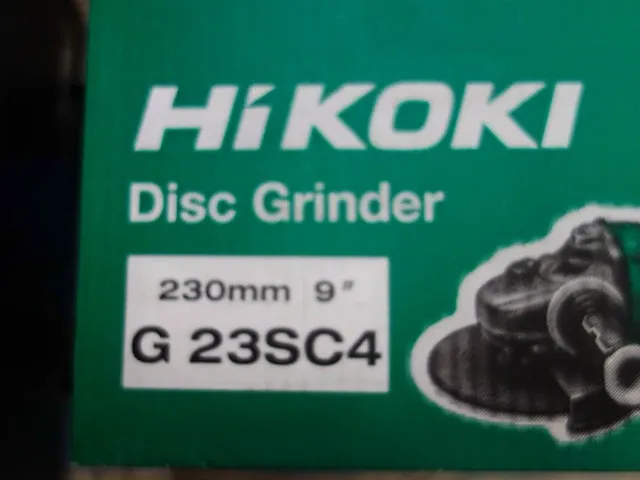 HiKOKI
Disc Grinder
230mm 9"
G 23SC4